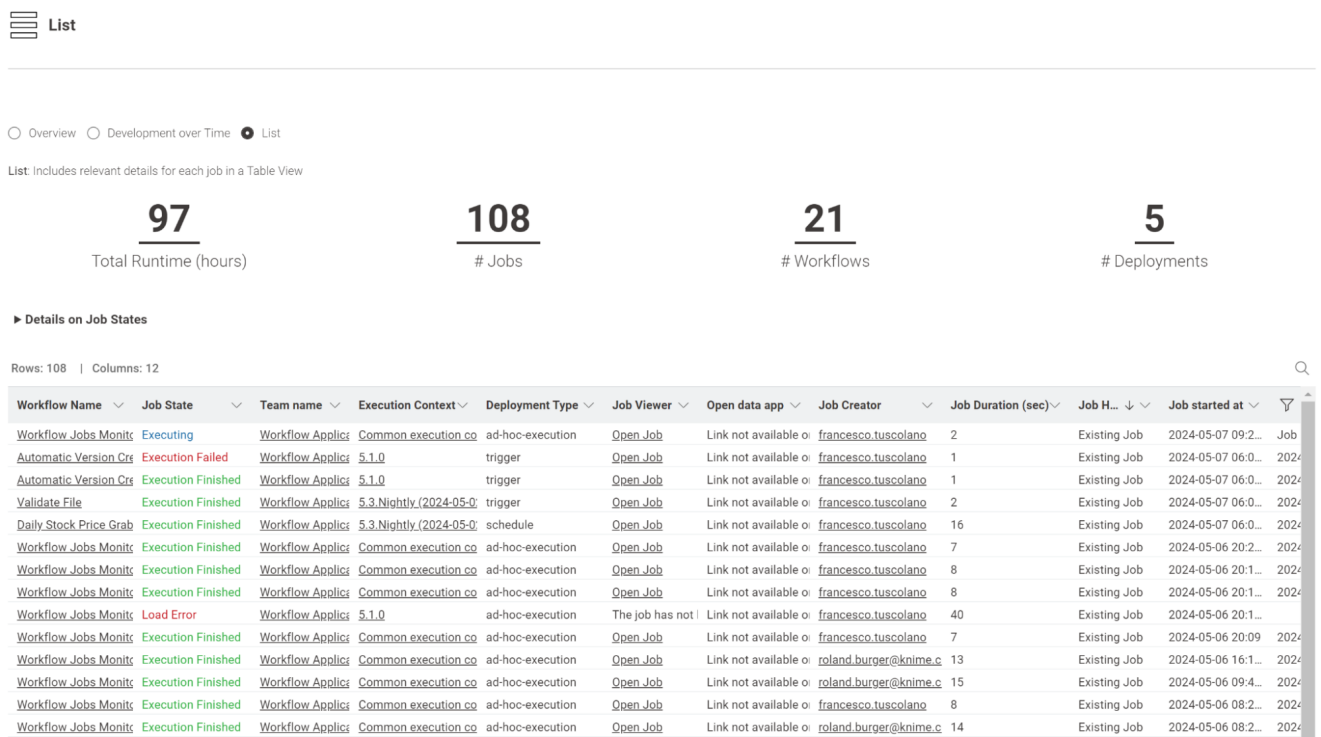 List
Overview Development over Time List
List: Includes relevant details for each job in a Table View
97 108 21 5
Total Runtime (hours) # Jobs # Workflows # Deployments
Details on Job States
Rows: 108 | Columns: 12
Workflow Name Job State Team name Execution Context Deployment Type Job Viewer Open data app Job Creator Job Duration (sec) Job H... Job started at
Workflow Jobs Monito Executing Workflow Applica Common execution co ad-hoc-execution Open Job Link not available o francesco.tuscolano 2 Existing Job 2024-05-07 09:2... Job
Automatic Version Cre Execution Failed Workflow Applica 5.1.0 trigger Open Job Link not available o francesco.tuscolano 1 Existing Job 2024-05-07 06:0... 2024
Automatic Version Cre Execution Finished Workflow Applica 5.1.0 trigger Open Job Link not available o francesco.tuscolano 1 Existing Job 2024-05-07 06:0... 2024
Validate File Execution Finished Workflow Applica 5.3.Nightly (2024-05-0 trigger Open Job Link not available o francesco.tuscolano 2 Existing Job 2024-05-07 06:0... 2024
Daily Stock Price Grab Execution Finished Workflow Applica 5.3.Nightly (2024-05-0 schedule Open Job Link not available o francesco.tuscolano 16 Existing Job 2024-05-07 06:0... 2024
Workflow Jobs Monito Execution Finished Workflow Applica Common execution co ad-hoc-execution Open Job Link not available o francesco.tuscolano 7 Existing Job 2024-05-06 20:2... 2024
Workflow Jobs Monito Execution Finished Workflow Applica Common execution co ad-hoc-execution Open Job Link not available o francesco.tuscolano 8 Existing Job 2024-05-06 20:1... 2024
Workflow Jobs Monito Execution Finished Workflow Applica Common execution co ad-hoc-execution Open Job Link not available o francesco.tuscolano 8 Existing Job 2024-05-06 20:1... 2024
Workflow Jobs Monito Load Error Workflow Applica 5.1.0 ad-hoc-execution The job has not Link not available o francesco.tuscolano 40 Existing Job 2024-05-06 20:1...
Workflow Jobs Monito Execution Finished Workflow Applica Common execution co ad-hoc-execution Open Job Link not available o francesco.tuscolano 7 Existing Job 2024-05-06 20:09 2024
Workflow Jobs Monito Execution Finished Workflow Applica Common execution co ad-hoc-execution Open Job Link not available o roland.burger@knime.c 13 Existing Job 2024-05-06 16:1... 2024
Workflow Jobs Monito Execution Finished Workflow Applica Common execution co ad-hoc-execution Open Job Link not available o roland.burger@knime.c 15 Existing Job 2024-05-06 09:4... 2024
Workflow Jobs Monito Execution Finished Workflow Applica Common execution co ad-hoc-execution Open Job Link not available o francesco.tuscolano 8 Existing Job 2024-05-06 08:2... 2024
Workflow Jobs Monito Execution Finished Workflow Applica Common execution co ad-hoc-execution Open Job Link not available o roland.burger@knime.c 14 Existing Job 2024-05-06 08:2... 2024